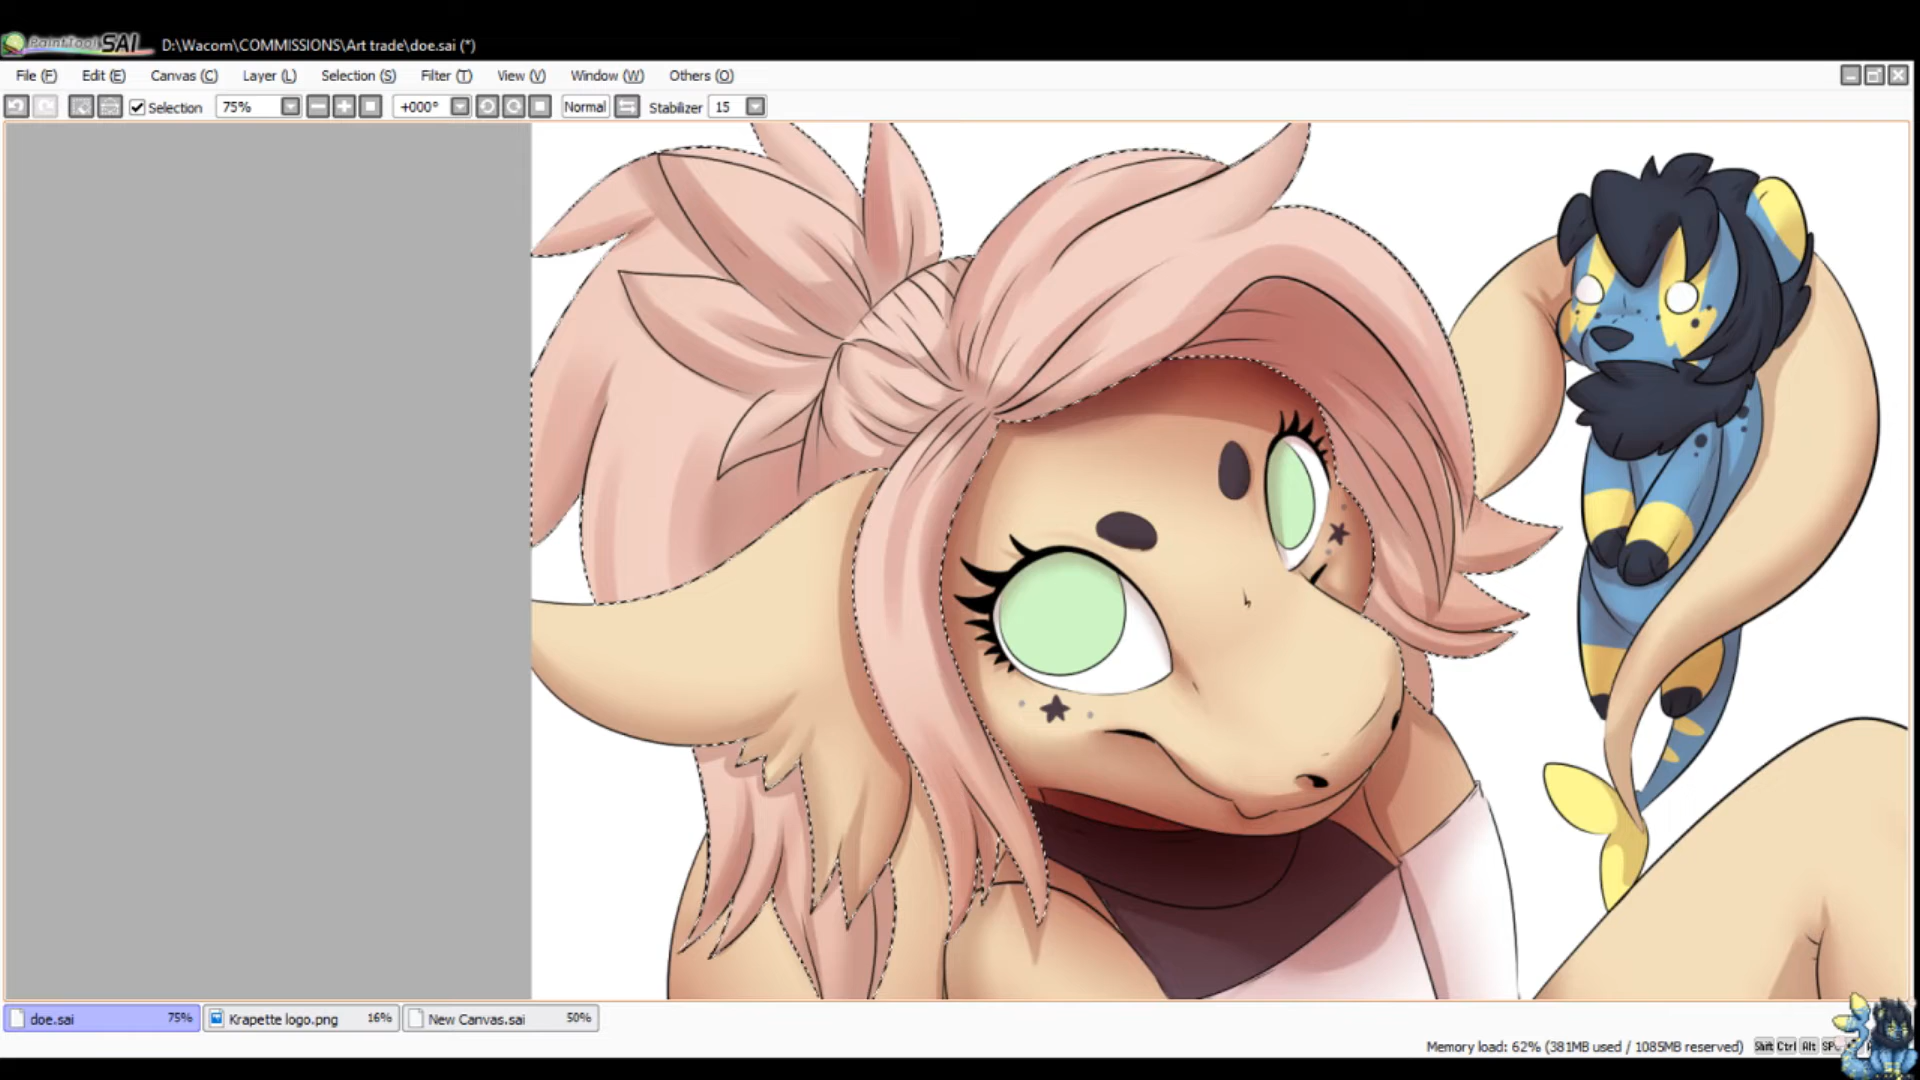 PaintTool SAI D:\Wacom\COMMISSIONS\Art trade\doe.sai (*)
File (F) Edit (E) Canvas (C) Layer (L) Selection (S) Filter (T) View (V) Window (W) Others (O)
Selection 75% +000° Normal Stabilizer 15
doe.sai 75% Krapette logo.png 16% New Canvas.sai 50%
Memory load: 62% (381MB used / 1085MB reserved) Shift Ctrl Alt